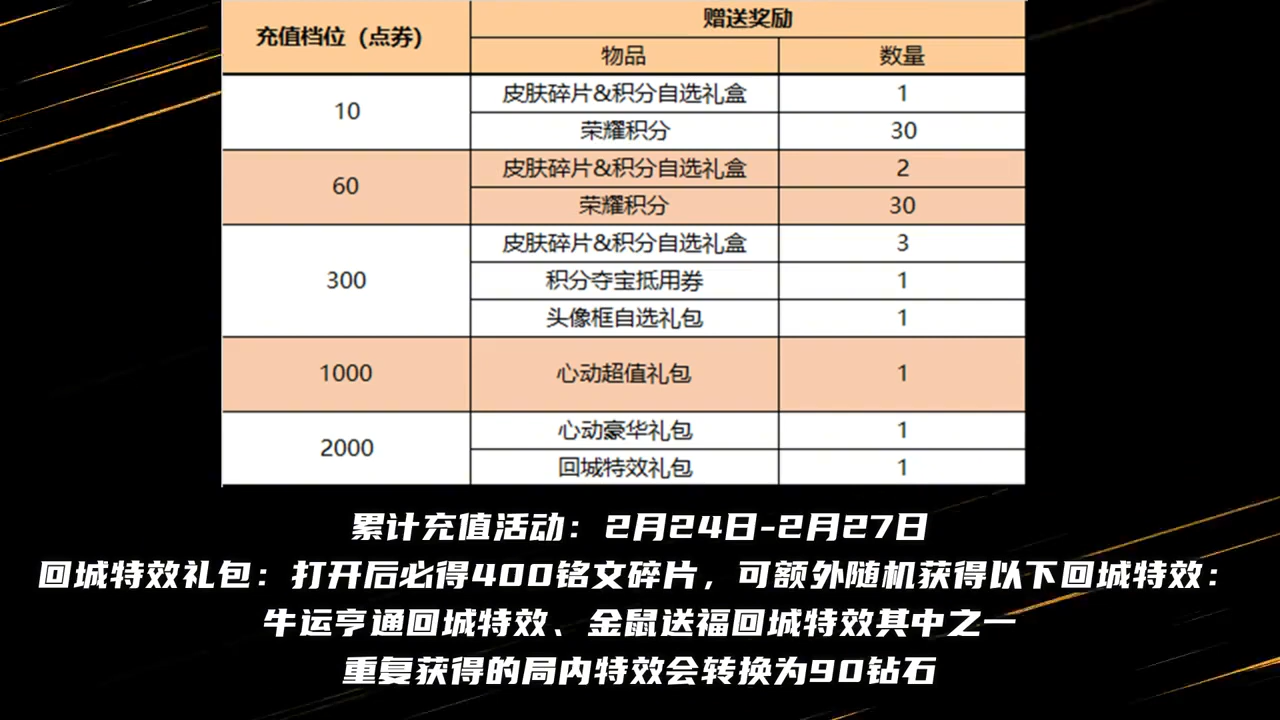 充值档位（点券） 赠送奖励
物品 数量
10 皮肤碎片&积分自选礼盒 1
荣耀积分 30
60 皮肤碎片&积分自选礼盒 2
荣耀积分 30
300 皮肤碎片&积分自选礼盒 3
积分夺宝抵用券 1
头像框自选礼包 1
1000 心动超值礼包 1
2000 心动豪华礼包 1
回城特效礼包 1
累计充值活动：2月24日-2月27日
回城特效礼包：打开后必得400铭文碎片，可额外随机获得以下回城特效：
牛运亨通回城特效、金鼠送福回城特效其中之一
重复获得的局内特效会转换为90钻石